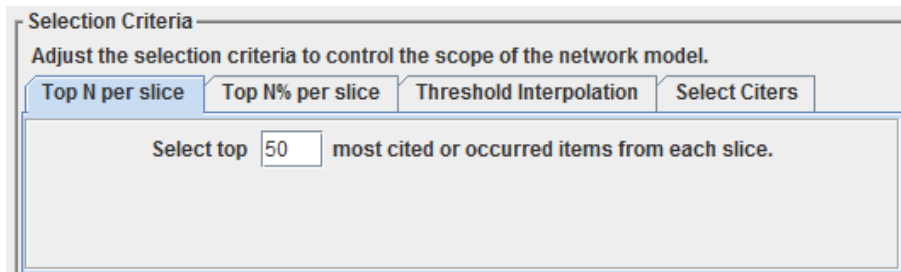 Selection Criteria
Adjust the selection criteria to control the scope of the network model.
Top N per slice Top N% per slice Threshold Interpolation Select Citers
Select top 50 most cited or occurred items from each slice.